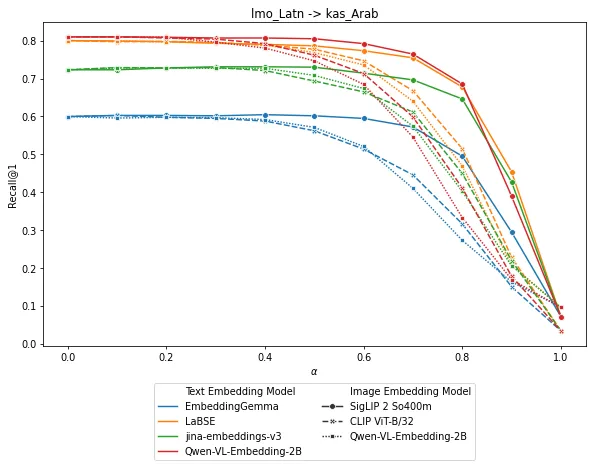 lmo_Latn -> kas_Arab
Recall@1
0.8
0.7
0.6
0.5
0.4
0.3
0.2
0.1
0.0
0.0 0.2 0.4 0.6 0.8 1.0
α
Text Embedding Model Image Embedding Model
EmbeddingGemma SigLIP 2 So400m
LaBSE CLIP ViT-B/32
jina-embeddings-v3 Qwen-VL-Embedding-2B
Qwen-VL-Embedding-2B